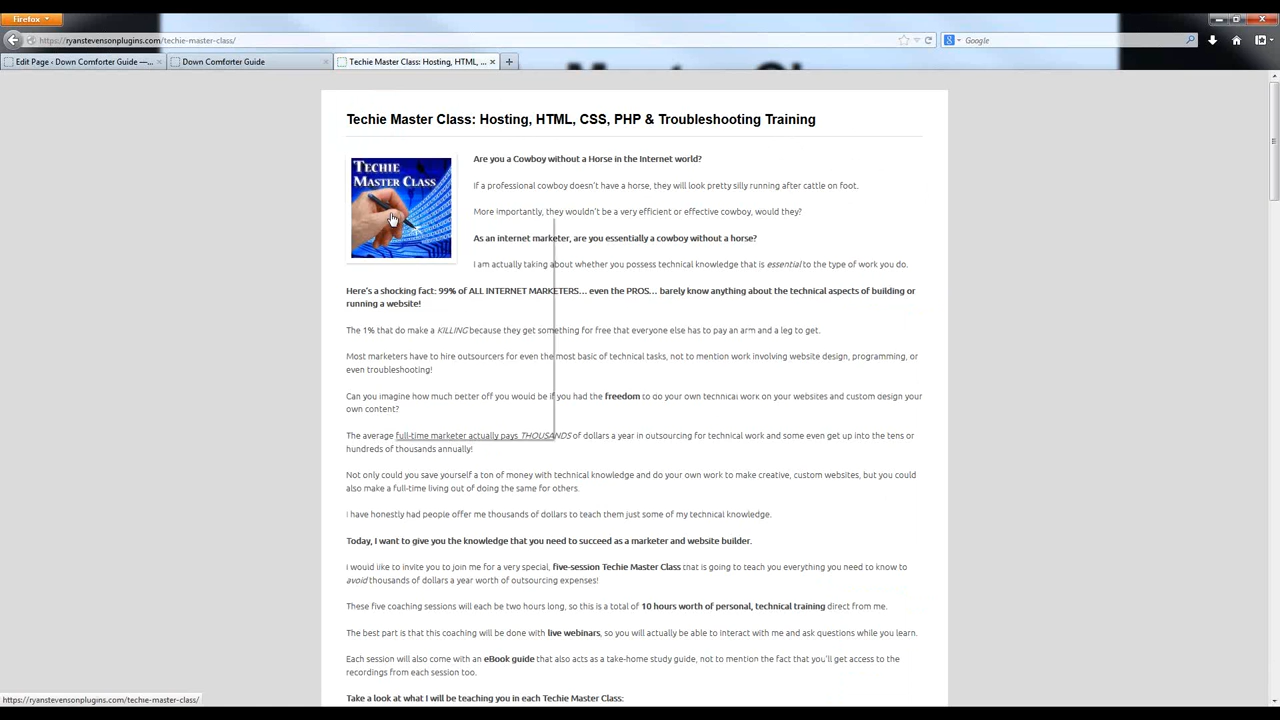 Firefox
https://ryanstevensonplugins.com/techie-master-class/
Google
Edit Page ‹ Down Comforter Guide —...
Down Comforter Guide
Techie Master Class: Hosting, HTML, ...
Techie Master Class: Hosting, HTML, CSS, PHP & Troubleshooting Training
TECHIE
MASTER CLASS
Are you a Cowboy without a Horse in the Internet world?
If a professional cowboy doesn't have a horse, they will look pretty silly running after cattle on foot.
More importantly, they wouldn't be a very efficient or effective cowboy, would they?
As an internet marketer, are you essentially a cowboy without a horse?
I am actually taking about whether you possess technical knowledge that is essential to the type of work you do.
Here's a shocking fact: 99% of ALL INTERNET MARKETERS... even the PROS... barely know anything about the technical aspects of building or
running a website!
The 1% that do make a KILLING because they get something for free that everyone else has to pay an arm and a leg to get.
Most marketers have to hire outsourcers for even the most basic of technical tasks, not to mention work involving website design, programming, or
even troubleshooting!
Can you imagine how much better off you would be if you had the freedom to do your own technical work on your websites and custom design your
own content?
The average full-time marketer actually pays THOUSANDS of dollars a year in outsourcing for technical work and some even get up into the tens or
hundreds of thousands annually!
Not only could you save yourself a ton of money with technical knowledge and do your own work to make creative, custom websites, but you could
also make a full-time living out of doing the same for others.
I have honestly had people offer me thousands of dollars to teach them just some of my technical knowledge.
Today, I want to give you the knowledge that you need to succeed as a marketer and website builder.
I would like to invite you to join me for a very special, five-session Techie Master Class that is going to teach you everything you need to know to
avoid thousands of dollars a year worth of outsourcing expenses!
These five coaching sessions will each be two hours long, so this is a total of 10 hours worth of personal, technical training direct from me.
The best part is that this coaching will be done with live webinars, so you will actually be able to interact with me and ask questions while you learn.
Each session will also come with an eBook guide that also acts as a take-home study guide, not to mention the fact that you'll get access to the
recordings from each session too.
Take a look at what I will be teaching you in each Techie Master Class:
https://ryanstevensonplugins.com/techie-master-class/